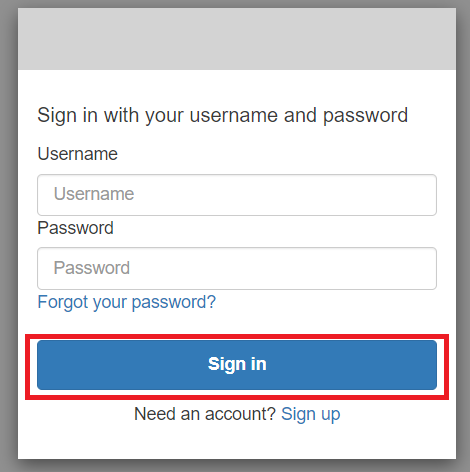 Sign in with your username and password
Username
Username
Password
Password
Forgot your password?
Sign in
Need an account? Sign up